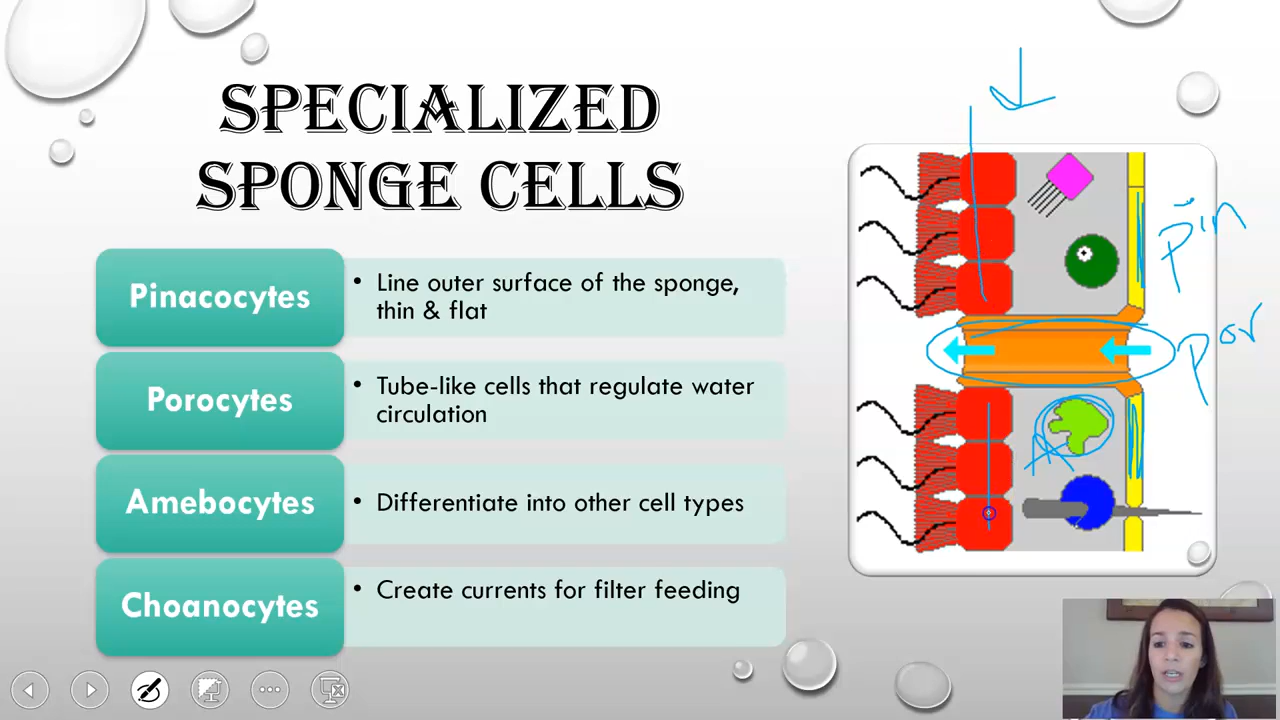 SPECIALIZED
SPONGE CELLS
Pinacocytes
• Line outer surface of the sponge,
thin & flat
Porocytes
• Tube-like cells that regulate water
circulation
Amebocytes
• Differentiate into other cell types
Choanocytes
• Create currents for filter feeding
pin
por
A